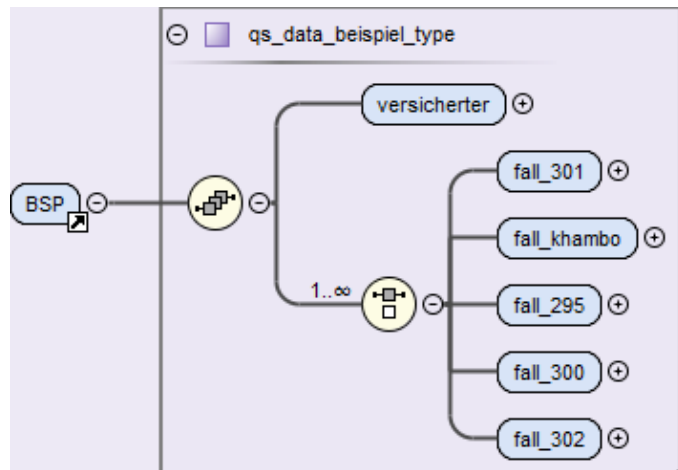 qs_data_beispiel_type
versicherter
BSP
1..∞
fall_301
fall_khambo
fall_295
fall_300
fall_302